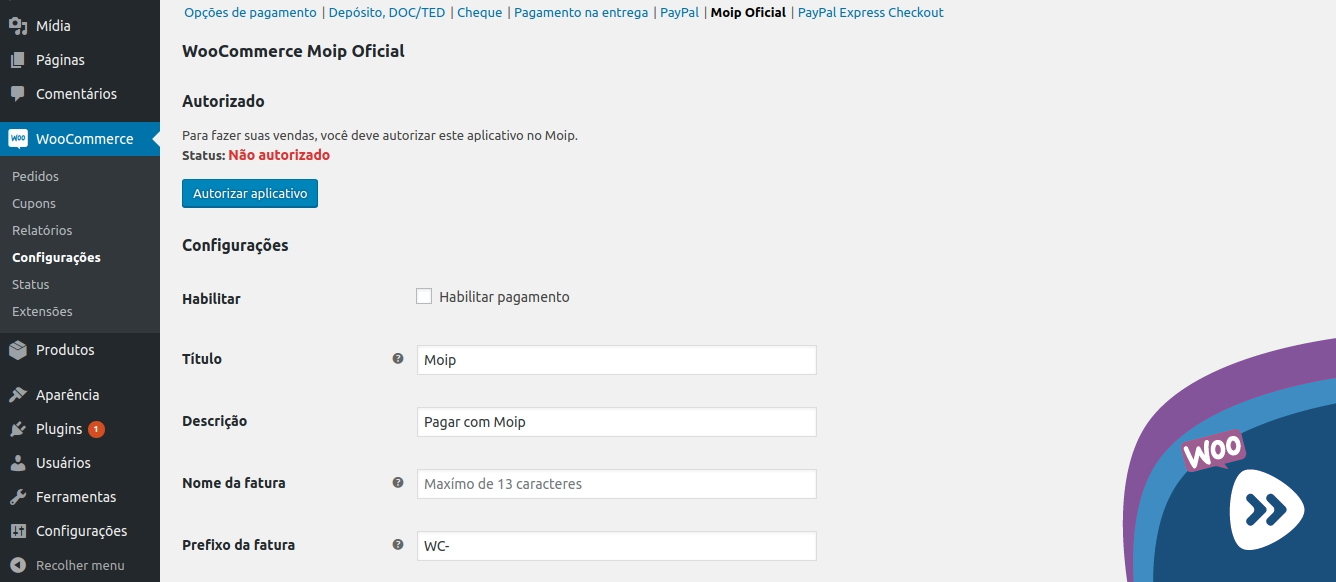 Mídia
Páginas
Comentários
WooCommerce
Pedidos
Cupons
Relatórios
Configurações
Status
Extensões
Produtos
Aparência
Plugins 1
Usuários
Ferramentas
Configurações
Recolher menu
Opções de pagamento | Depósito, DOC/TED | Cheque | Pagamento na entrega | PayPal | Moip Oficial | PayPal Express Checkout
WooCommerce Moip Oficial
Autorizado
Para fazer suas vendas, você deve autorizar este aplicativo no Moip.
Status: Não autorizado
Autorizar aplicativo
Configurações
Habilitar Habilitar pagamento
Título ? Moip
Descrição Pagar com Moip
Nome da fatura ? Maxímo de 13 caracteres
Prefixo da fatura ? WC-
Woo